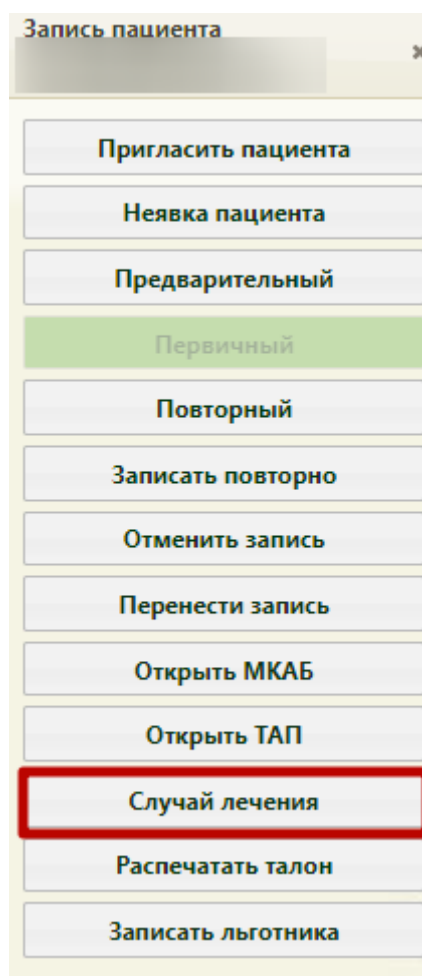 Запись пациента
Пригласить пациента
Неявка пациента
Предварительный
Первичный
Повторный
Записать повторно
Отменить запись
Перенести запись
Открыть МКАБ
Открыть ТАП
Случай лечения
Распечатать талон
Записать льготника